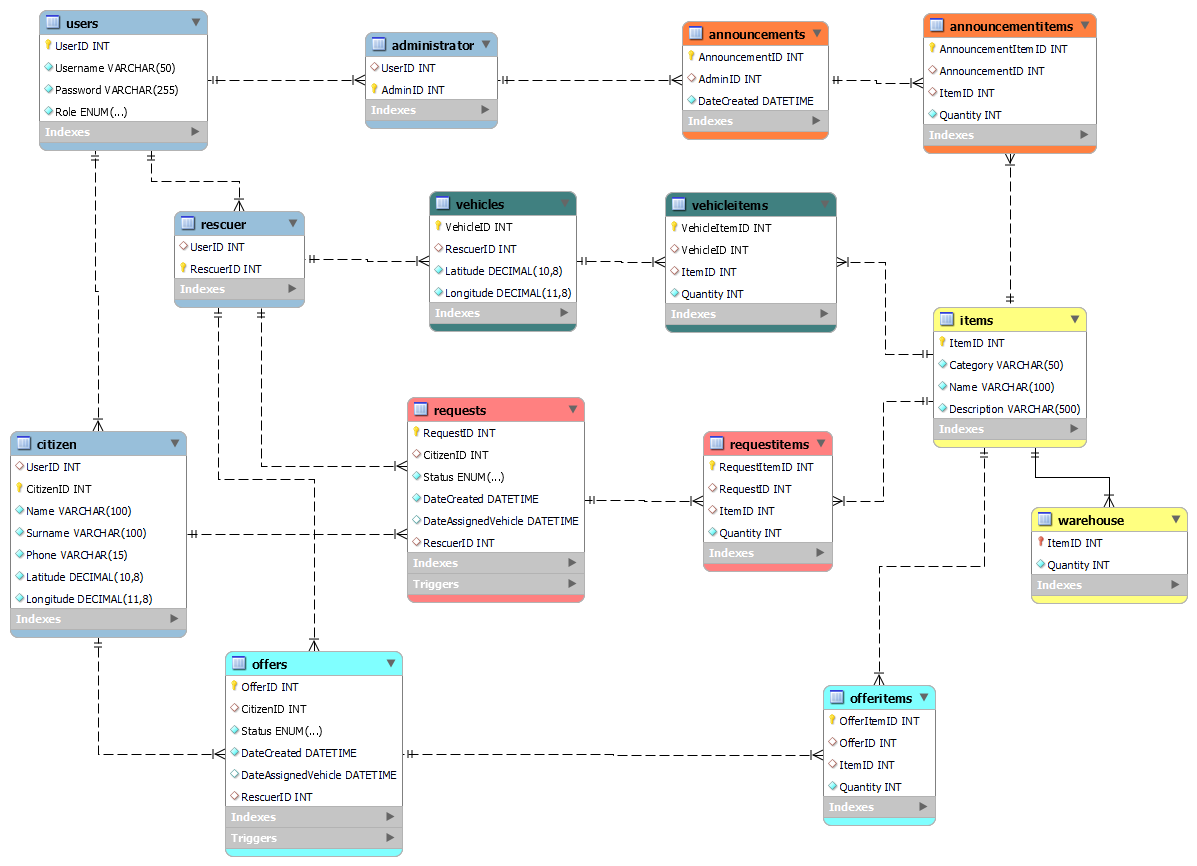 users
UserID INT
Username VARCHAR(50)
Password VARCHAR(255)
Role ENUM(...)
Indexes
administrator
UserID INT
AdminID INT
Indexes
announcements
AnnouncementID INT
AdminID INT
DateCreated DATETIME
Indexes
announcementitems
AnnouncementItemID INT
AnnouncementID INT
ItemID INT
Quantity INT
Indexes
rescuer
UserID INT
RescuerID INT
Indexes
vehicles
VehicleID INT
RescuerID INT
Latitude DECIMAL(10,8)
Longitude DECIMAL(11,8)
Indexes
vehicleitems
VehicleItemID INT
VehicleID INT
ItemID INT
Quantity INT
Indexes
items
ItemID INT
Category VARCHAR(50)
Name VARCHAR(100)
Description VARCHAR(500)
Indexes
citizen
UserID INT
CitizenID INT
Name VARCHAR(100)
Surname VARCHAR(100)
Phone VARCHAR(15)
Latitude DECIMAL(10,8)
Longitude DECIMAL(11,8)
Indexes
requests
RequestID INT
CitizenID INT
Status ENUM(...)
DateCreated DATETIME
DateAssignedVehicle DATETIME
RescuerID INT
Indexes
Triggers
requestitems
RequestItemID INT
RequestID INT
ItemID INT
Quantity INT
Indexes
warehouse
ItemID INT
Quantity INT
Indexes
offers
OfferID INT
CitizenID INT
Status ENUM(...)
DateCreated DATETIME
DateAssignedVehicle DATETIME
RescuerID INT
Indexes
Triggers
offeritems
OfferItemID INT
OfferID INT
ItemID INT
Quantity INT
Indexes